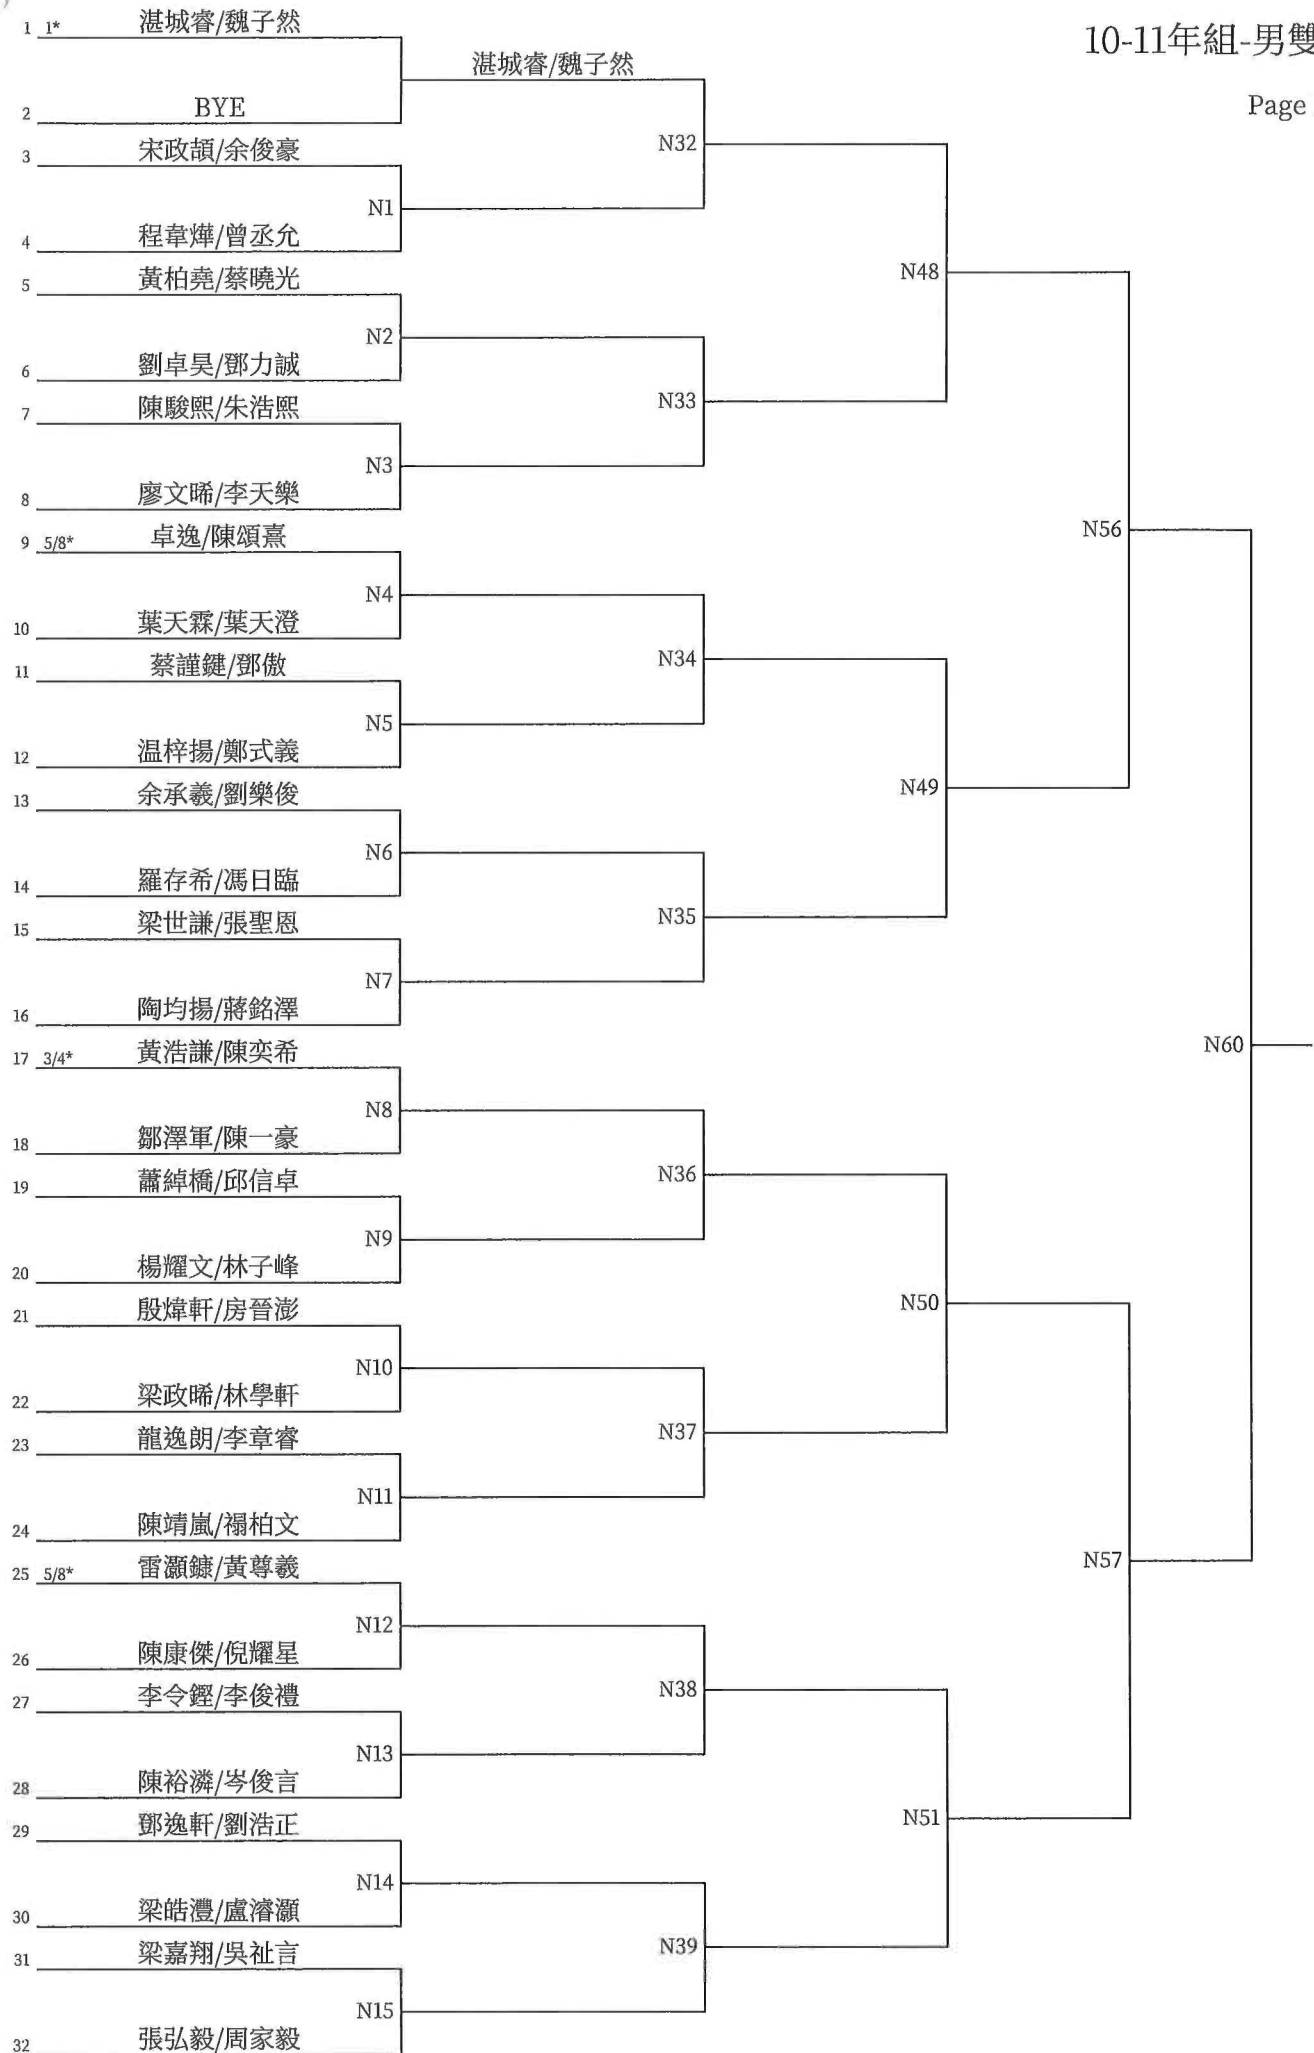 10-11年組-男雙
Page
1 1* 湛城睿/魏子然
湛城睿/魏子然
2 BYE
3 宋政頡/余俊豪
N32
N1
4 程韋燁/曾丞允
5 黃柏堯/蔡曉光
N48
N2
6 劉卓昊/鄧力誠
7 陳駿熙/朱浩熙
N33
N3
8 廖文晞/李天樂
9 5/8* 卓逸/陳頌熹
N56
N4
10 葉天霖/葉天澄
11 蔡謹鍵/鄧傲
N34
N5
12 温梓揚/鄭式義
13 余承羲/劉樂俊
N49
N6
14 羅存希/馮日臨
15 梁世謙/張聖恩
N35
N7
16 陶均揚/蔣銘澤
17 3/4* 黃浩謙/陳奕希
N60
N8
18 鄒澤軍/陳一豪
19 蕭綽橋/邱信卓
N36
N9
20 楊耀文/林子峰
21 殷煒軒/房晉澎
N50
N10
22 梁政晞/林學軒
23 龍逸朗/李章睿
N37
N11
24 陳靖嵐/禤柏文
25 5/8* 雷灝鏮/黃尊羲
N57
N12
26 陳康傑/倪耀星
27 李令鏗/李俊禮
N38
N13
28 陳裕潾/岑俊言
29 鄧逸軒/劉浩正
N51
N14
30 梁皓灃/盧濬灝
31 梁嘉翔/吳祉言
N39
N15
32 張弘毅/周家毅